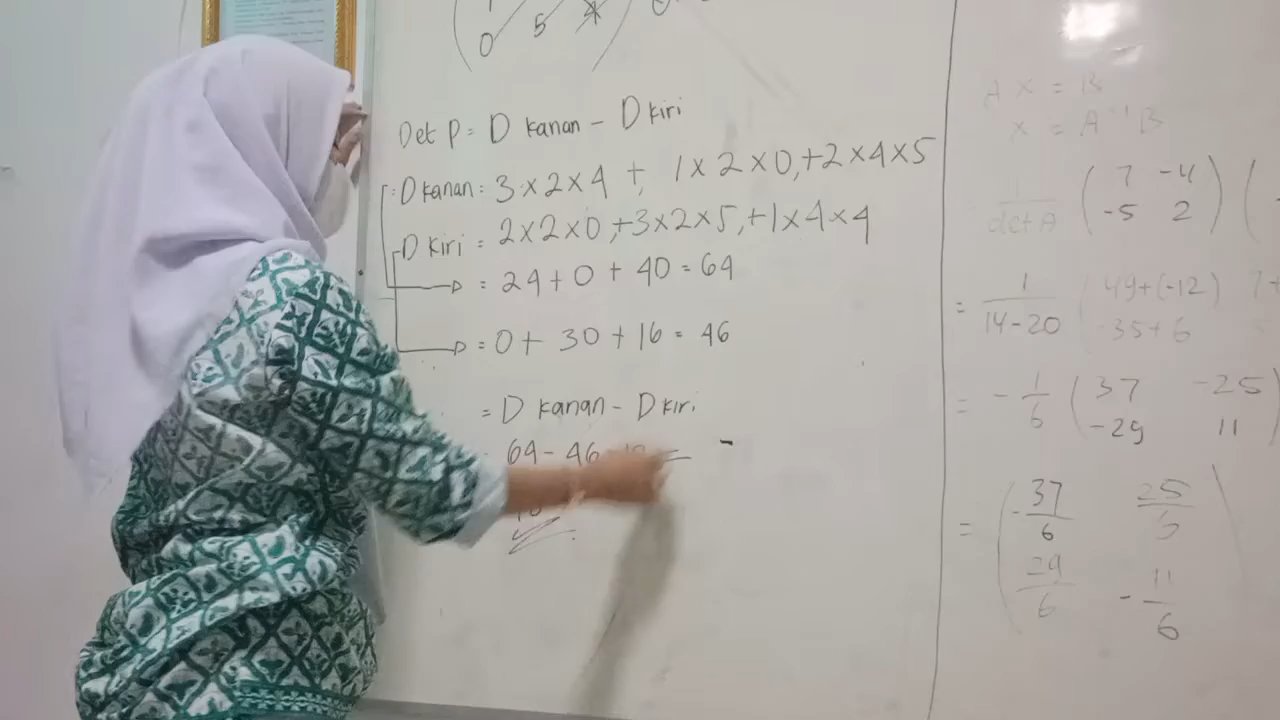 0 5 4
Det P = D kanan - D kiri
D kanan = 3 x 2 x 4 + 1 x 2 x 0, + 2 x 4 x 5
D kiri = 2 x 2 x 0, + 3 x 2 x 5, + 1 x 4 x 4
= 24 + 0 + 40 = 64
= 0 + 30 + 16 = 46
= D kanan - D kiri
64 - 46
A x = B
x = A⁻¹ B
1/det A ( 7 -4
-5 2 ) (
= 1/14-20 ( 49+(-12)
35+6
= - 1/6 ( 37 -25
-29 11 )
= ( - 37/6 25/6
29/6 - 11/6 )